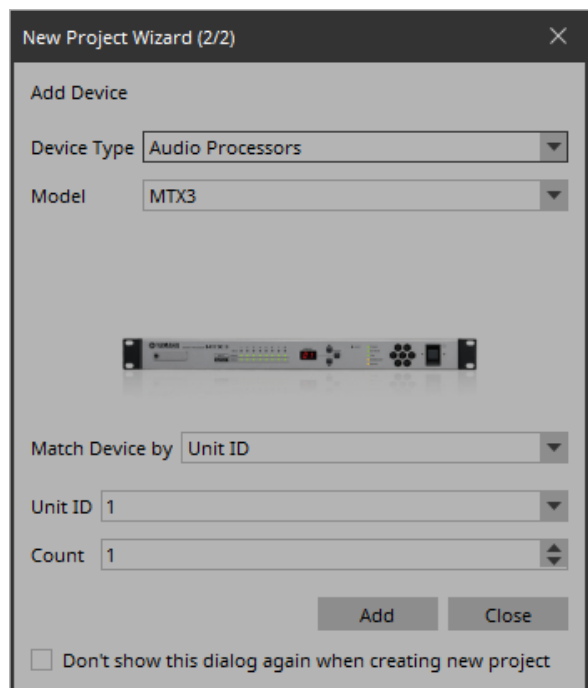 New Project Wizard (2/2)
Add Device
Device Type Audio Processors
Model MTX3
YAMAHA
Match Device by Unit ID
Unit ID 1
Count 1
Add Close
Don't show this dialog again when creating new project